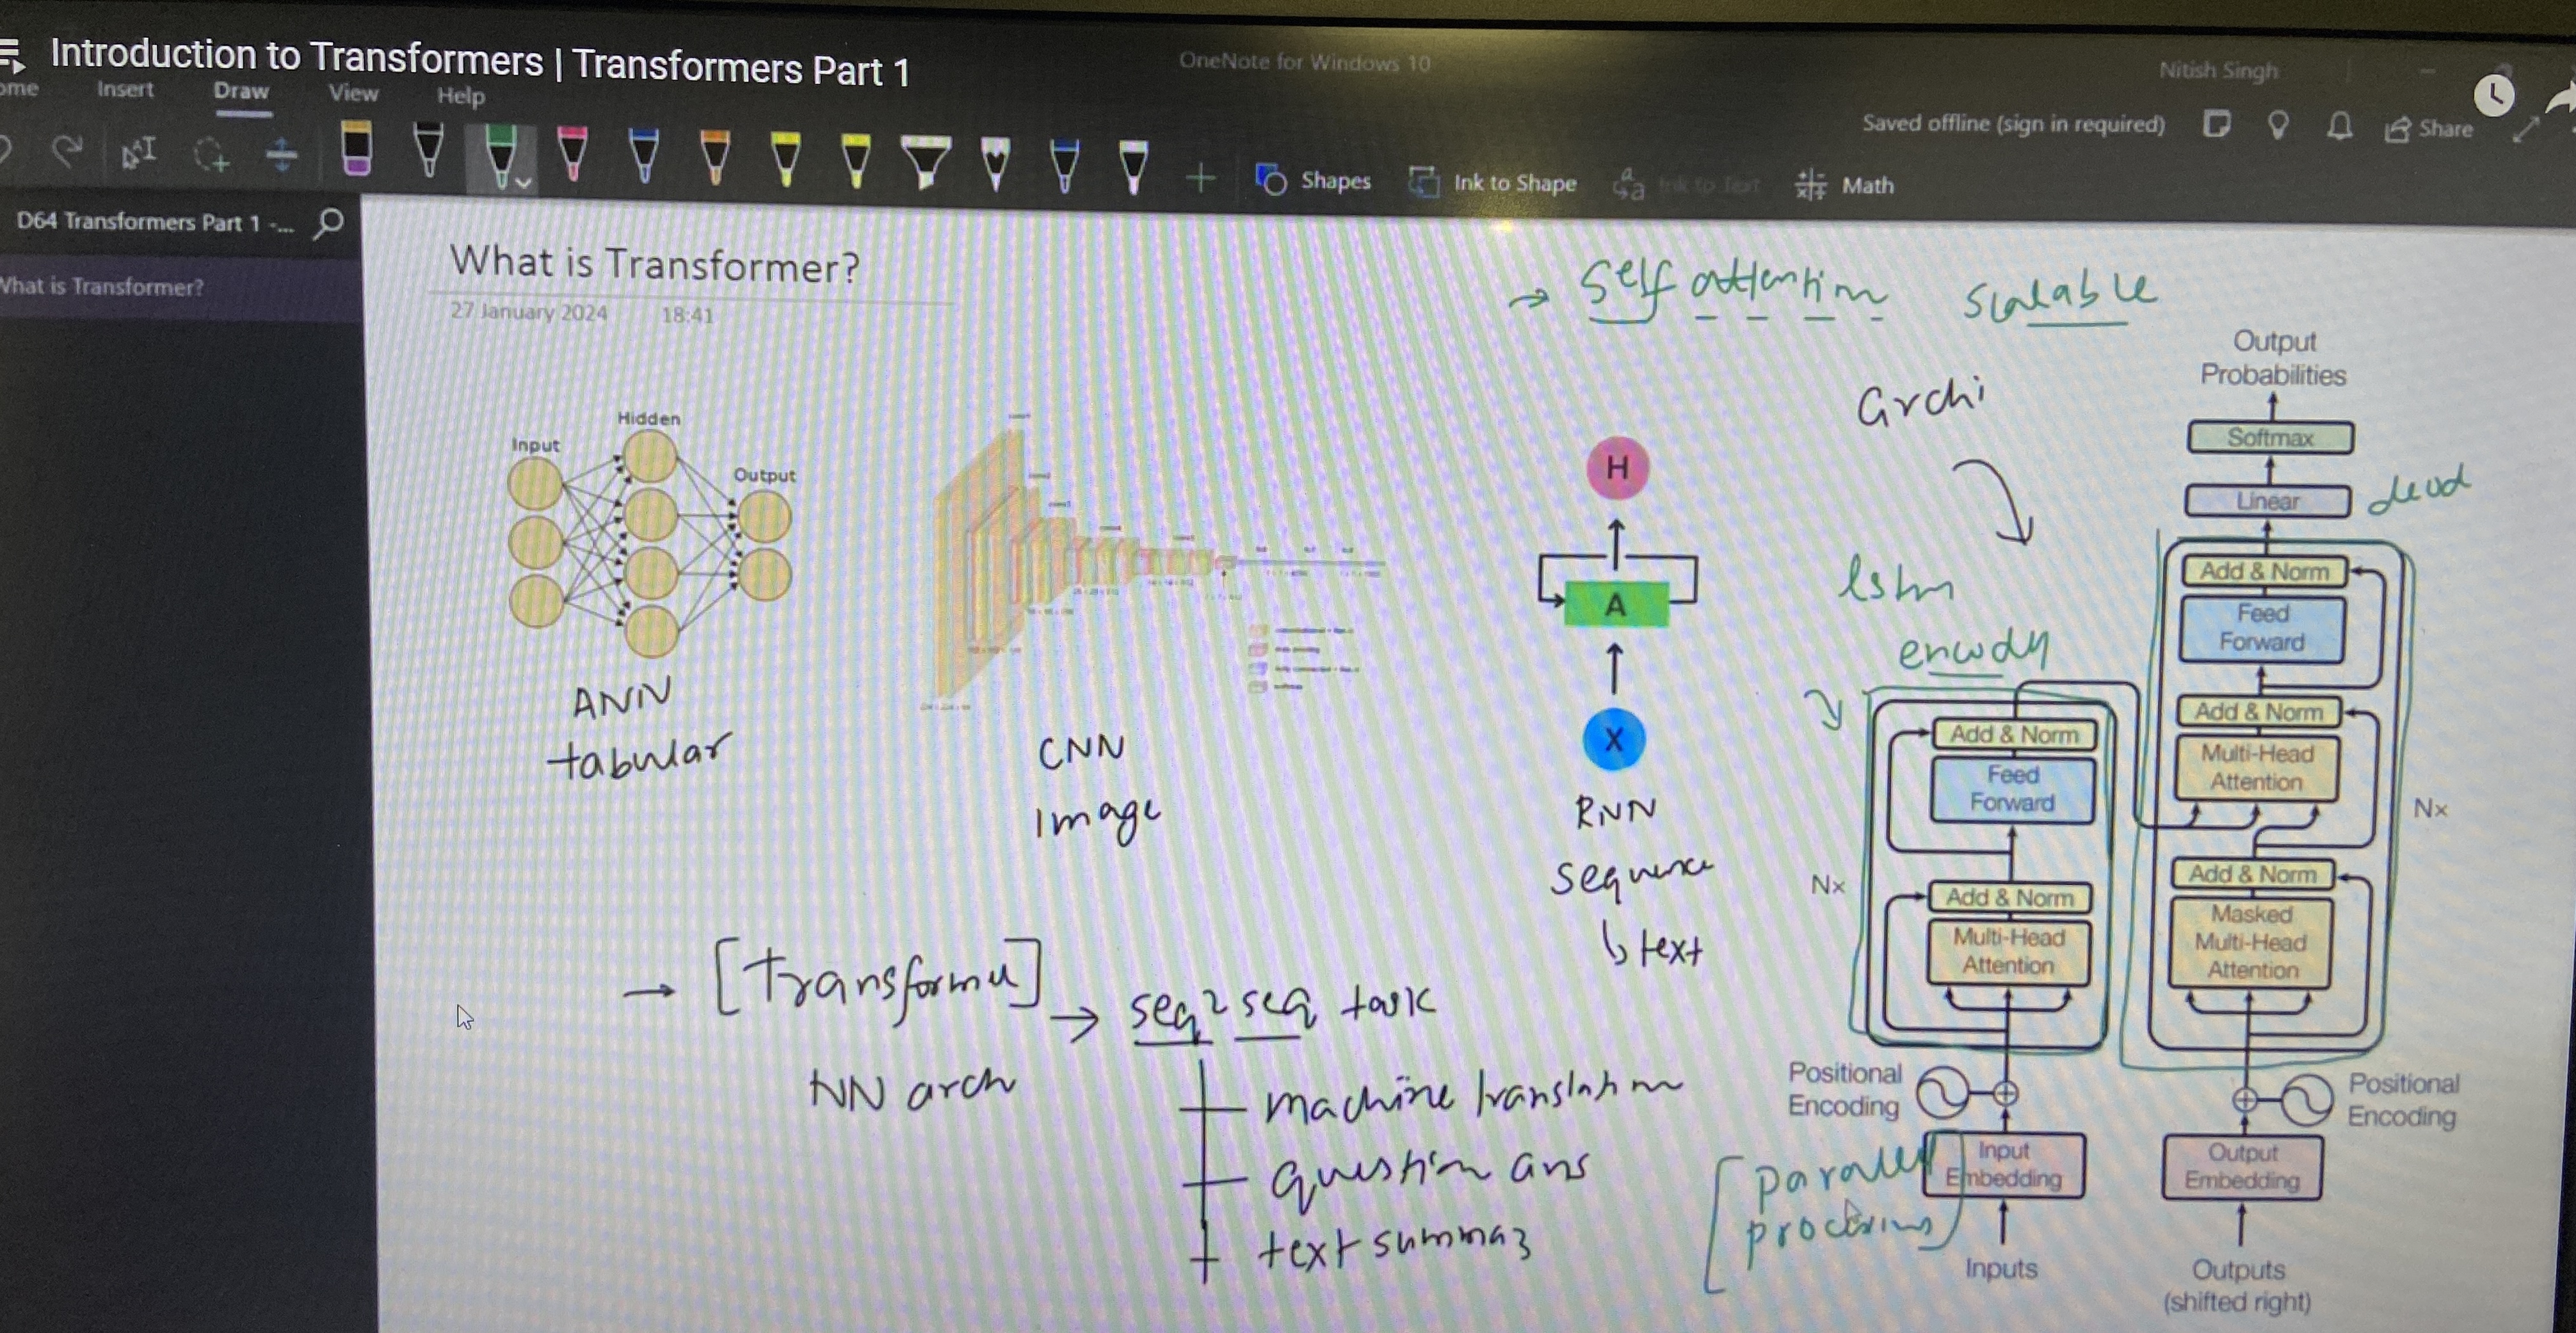 Introduction to Transformers | Transformers Part 1
OneNote for Windows 10
Nitish Singh
ome Insert Draw View Help
Saved offline (sign in required)
Share
Shapes
Ink to Shape
Ink to Text
Math
D64 Transformers Part 1 -...
What is Transformer?
What is Transformer?
27 January 2024 18:41
→ Self attention scalable
Input
Hidden
Output
ANN
tabular
CNN
Image
H
A
X
RNN
sequence
↳ text
archi
lstm
→ [Transformer]
NN arch
→ seq2seq task
machine translation
question ans
text summaz
encody
Add & Norm
Feed
Forward
Nx
Add & Norm
Multi-Head
Attention
Positional
Encoding
Input
Embedding
Inputs
[parallel
processing]
Output
Probabilities
Softmax
Linear
Add & Norm
Feed
Forward
Add & Norm
Multi-Head
Attention
Nx
Add & Norm
Masked
Multi-Head
Attention
Positional
Encoding
Output
Embedding
Outputs
(shifted right)